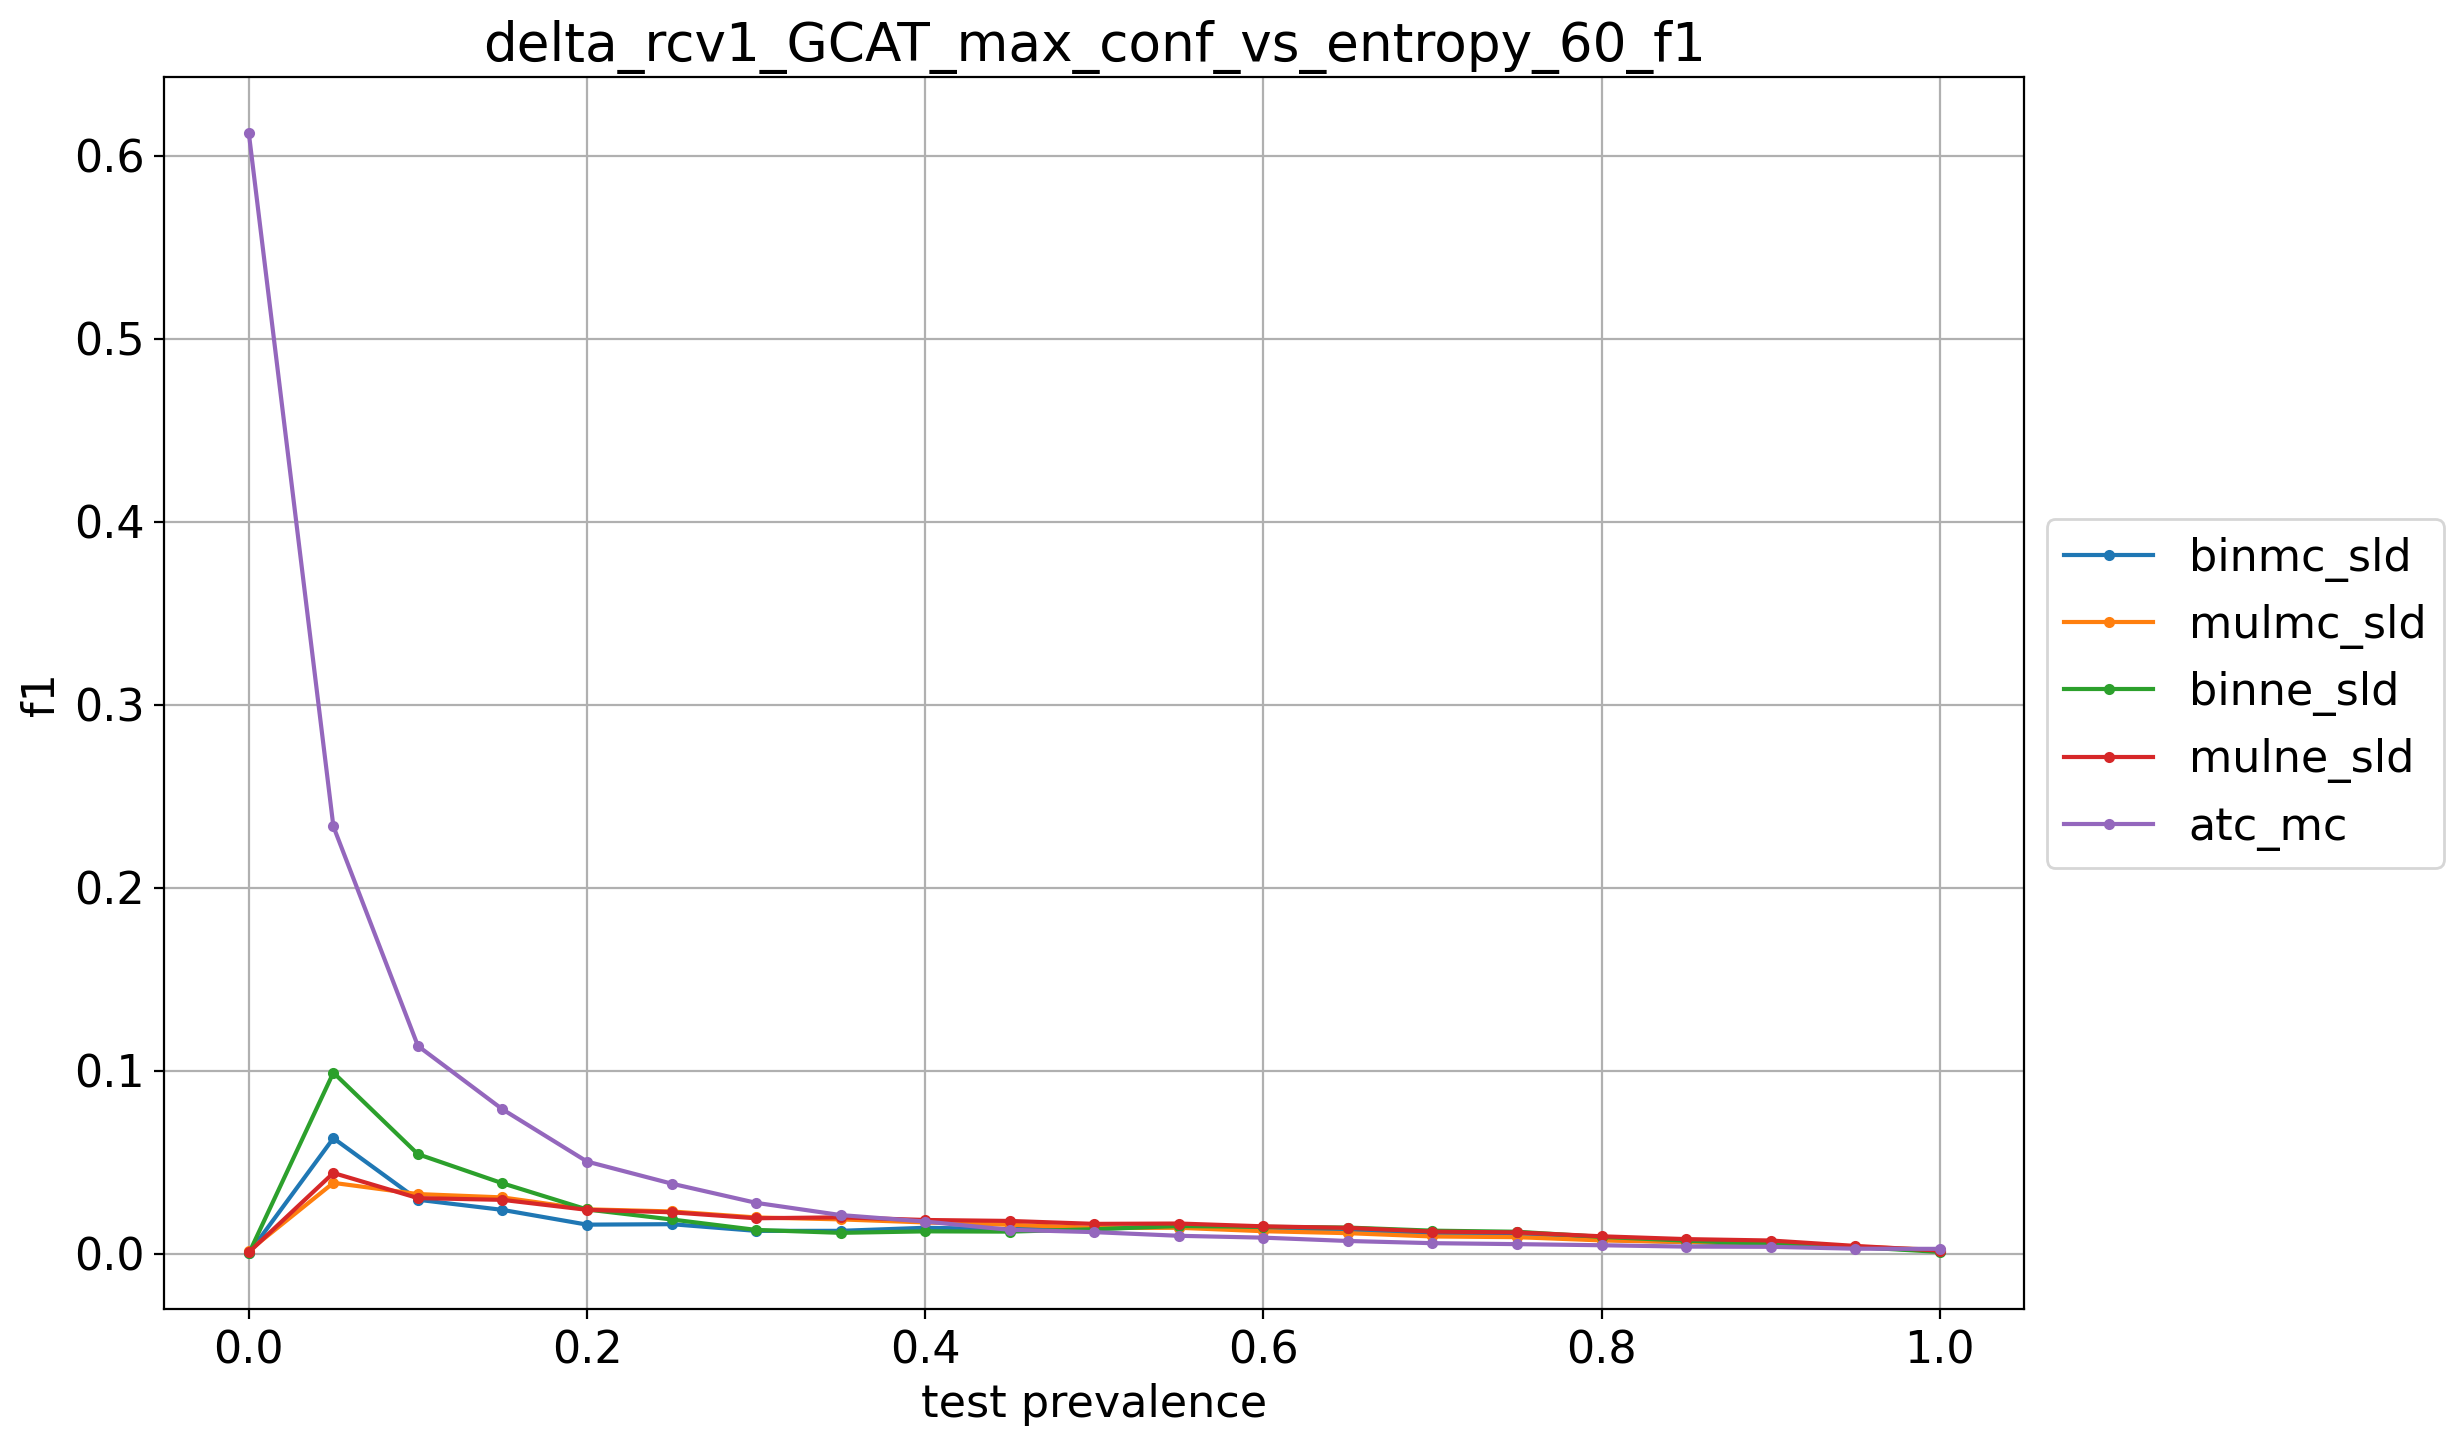 delta_rcv1_GCAT_max_conf_vs_entropy_60_f1
0.6
0.5
0.4
0.3
0.2
0.1
0.0
f1
0.0 0.2 0.4 0.6 0.8 1.0
test prevalence
binmc_sld
mulmc_sld
binne_sld
mulne_sld
atc_mc